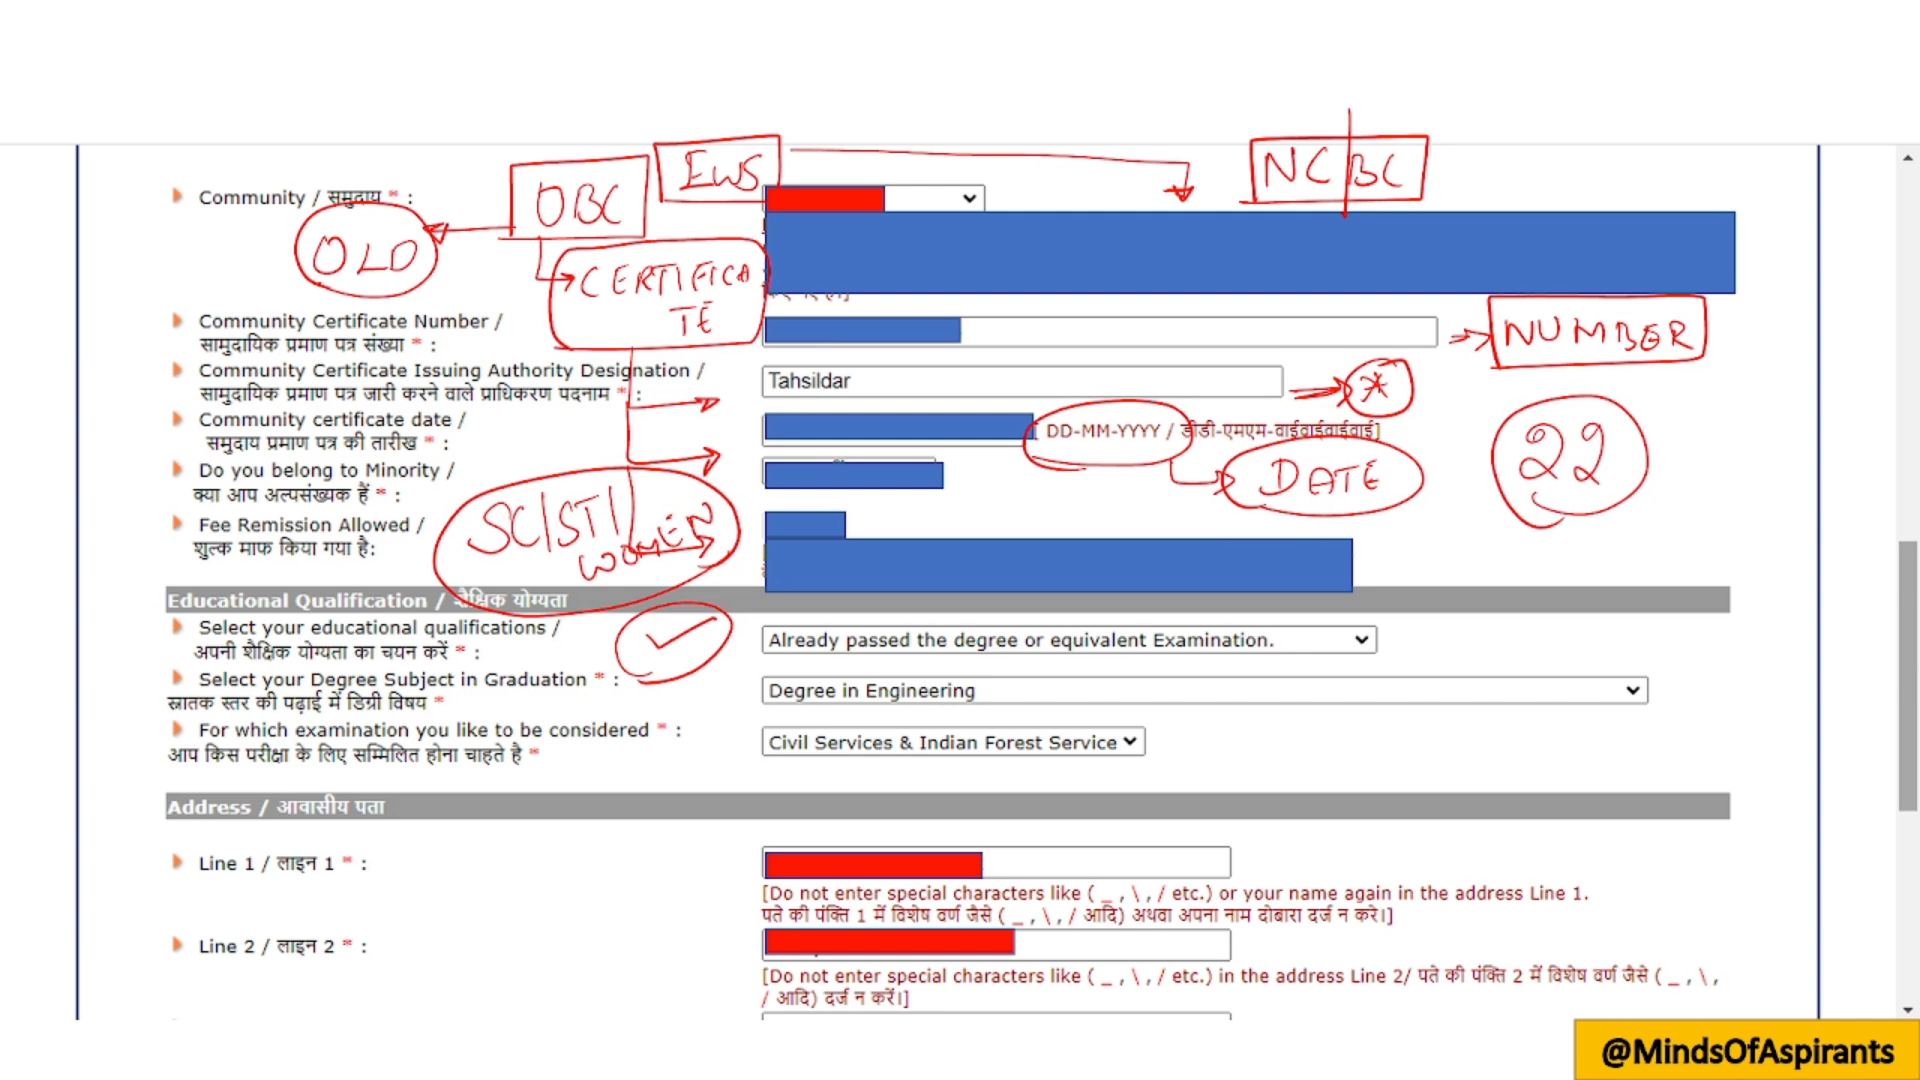 EWS
NCBC
OBC
Community / समुदाय * :
OLD
CERTIFICA
TE
Community Certificate Number /
सामुदायिक प्रमाण पत्र संख्या * :
NUMBER
Community Certificate Issuing Authority Designation /
सामुदायिक प्रमाण पत्र जारी करने वाले प्राधिकरण पदनाम * :
Tahsildar
*
Community certificate date /
समुदाय प्रमाण पत्र की तारीख * :
[ DD-MM-YYYY / डीडी-एमएम-वाईवाईवाईवाई]
22
Do you belong to Minority /
क्या आप अल्पसंख्यक हैं * :
DATE
SC/ST/
WOMEN
Fee Remission Allowed /
शुल्क माफ किया गया है:
Educational Qualification / शैक्षिक योग्यता
Select your educational qualifications /
अपनी शैक्षिक योग्यता का चयन करें * :
Already passed the degree or equivalent Examination.
Select your Degree Subject in Graduation * :
स्नातक स्तर की पढ़ाई में डिग्री विषय *
Degree in Engineering
For which examination you like to be considered * :
आप किस परीक्षा के लिए सम्मिलित होना चाहते है *
Civil Services & Indian Forest Service
Address / आवासीय पता
Line 1 / लाइन 1 * :
[Do not enter special characters like ( _ , \ , / etc.) or your name again in the address Line 1.
पते की पंक्ति 1 में विशेष वर्ण जैसे ( _ , \ , / आदि) अथवा अपना नाम दोबारा दर्ज न करे।]
Line 2 / लाइन 2 * :
[Do not enter special characters like ( _ , \ , / etc.) in the address Line 2/ पते की पंक्ति 2 में विशेष वर्ण जैसे ( _ , \ ,
/ आदि) दर्ज न करें।]
@MindsOfAspirants